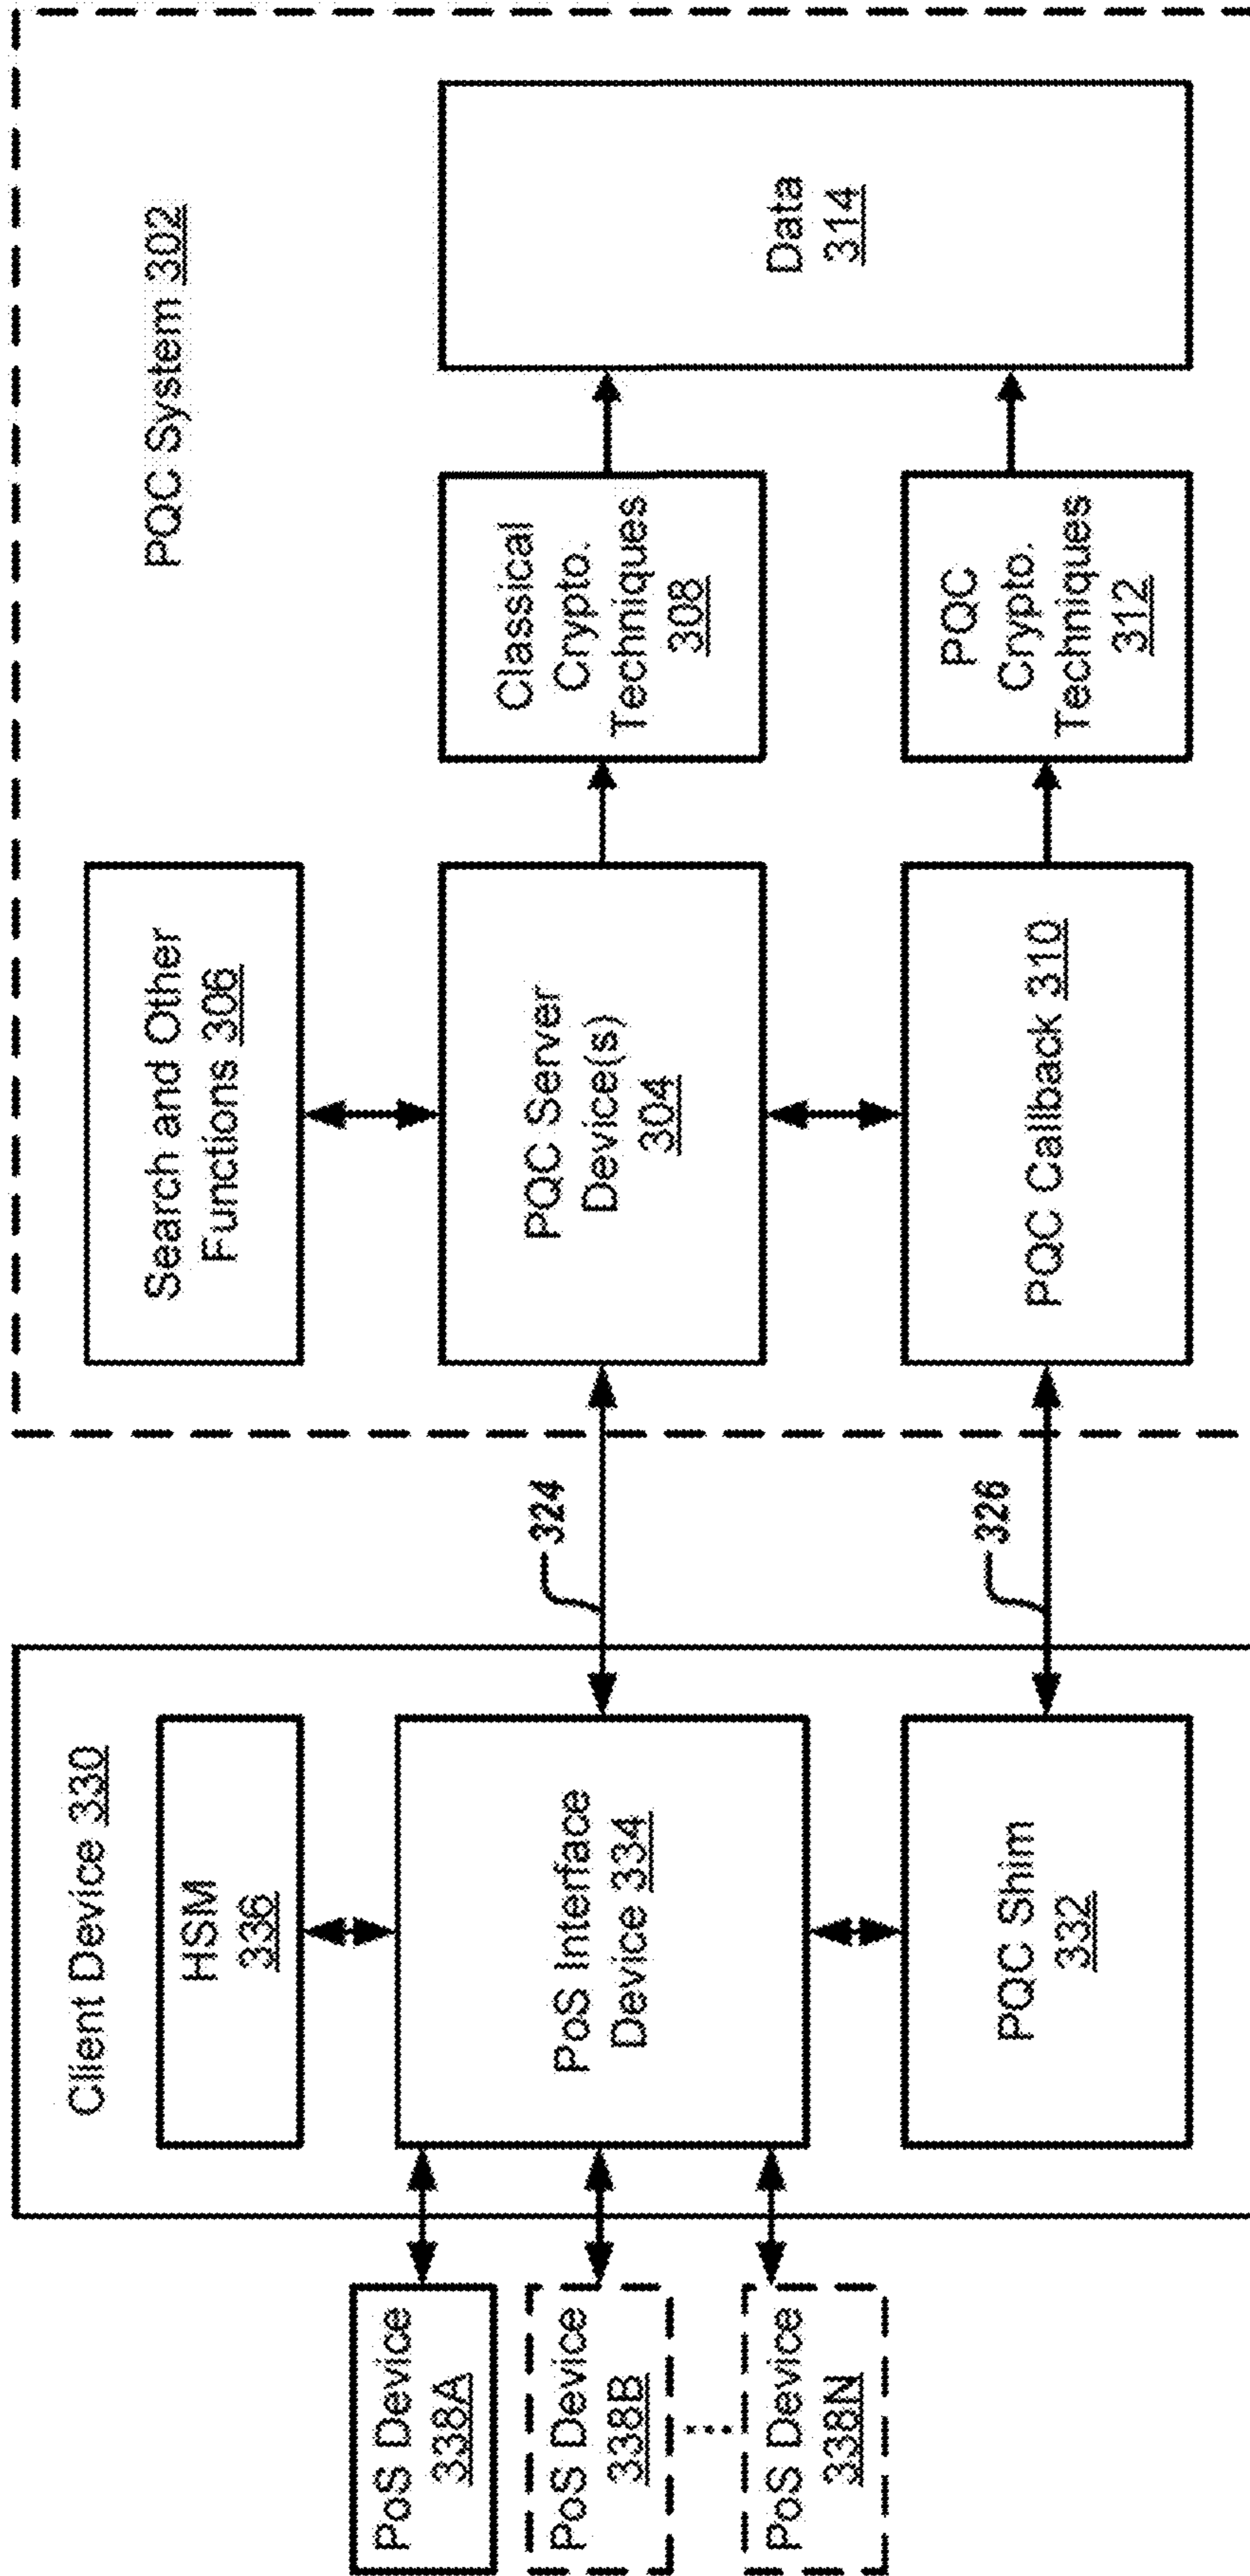 PQC System 302
Search and Other
Functions 306
PQC Server
Device(s)
304
Classical
Crypto.
Techniques
308
Data
314
PQC Callback 310
PQC
Crypto.
Techniques
312
324
326
Client Device 330
HSM
336
PoS Interface
Device 334
PQC Shim
332
PoS Device
338A
PoS Device
338B
PoS Device
338N